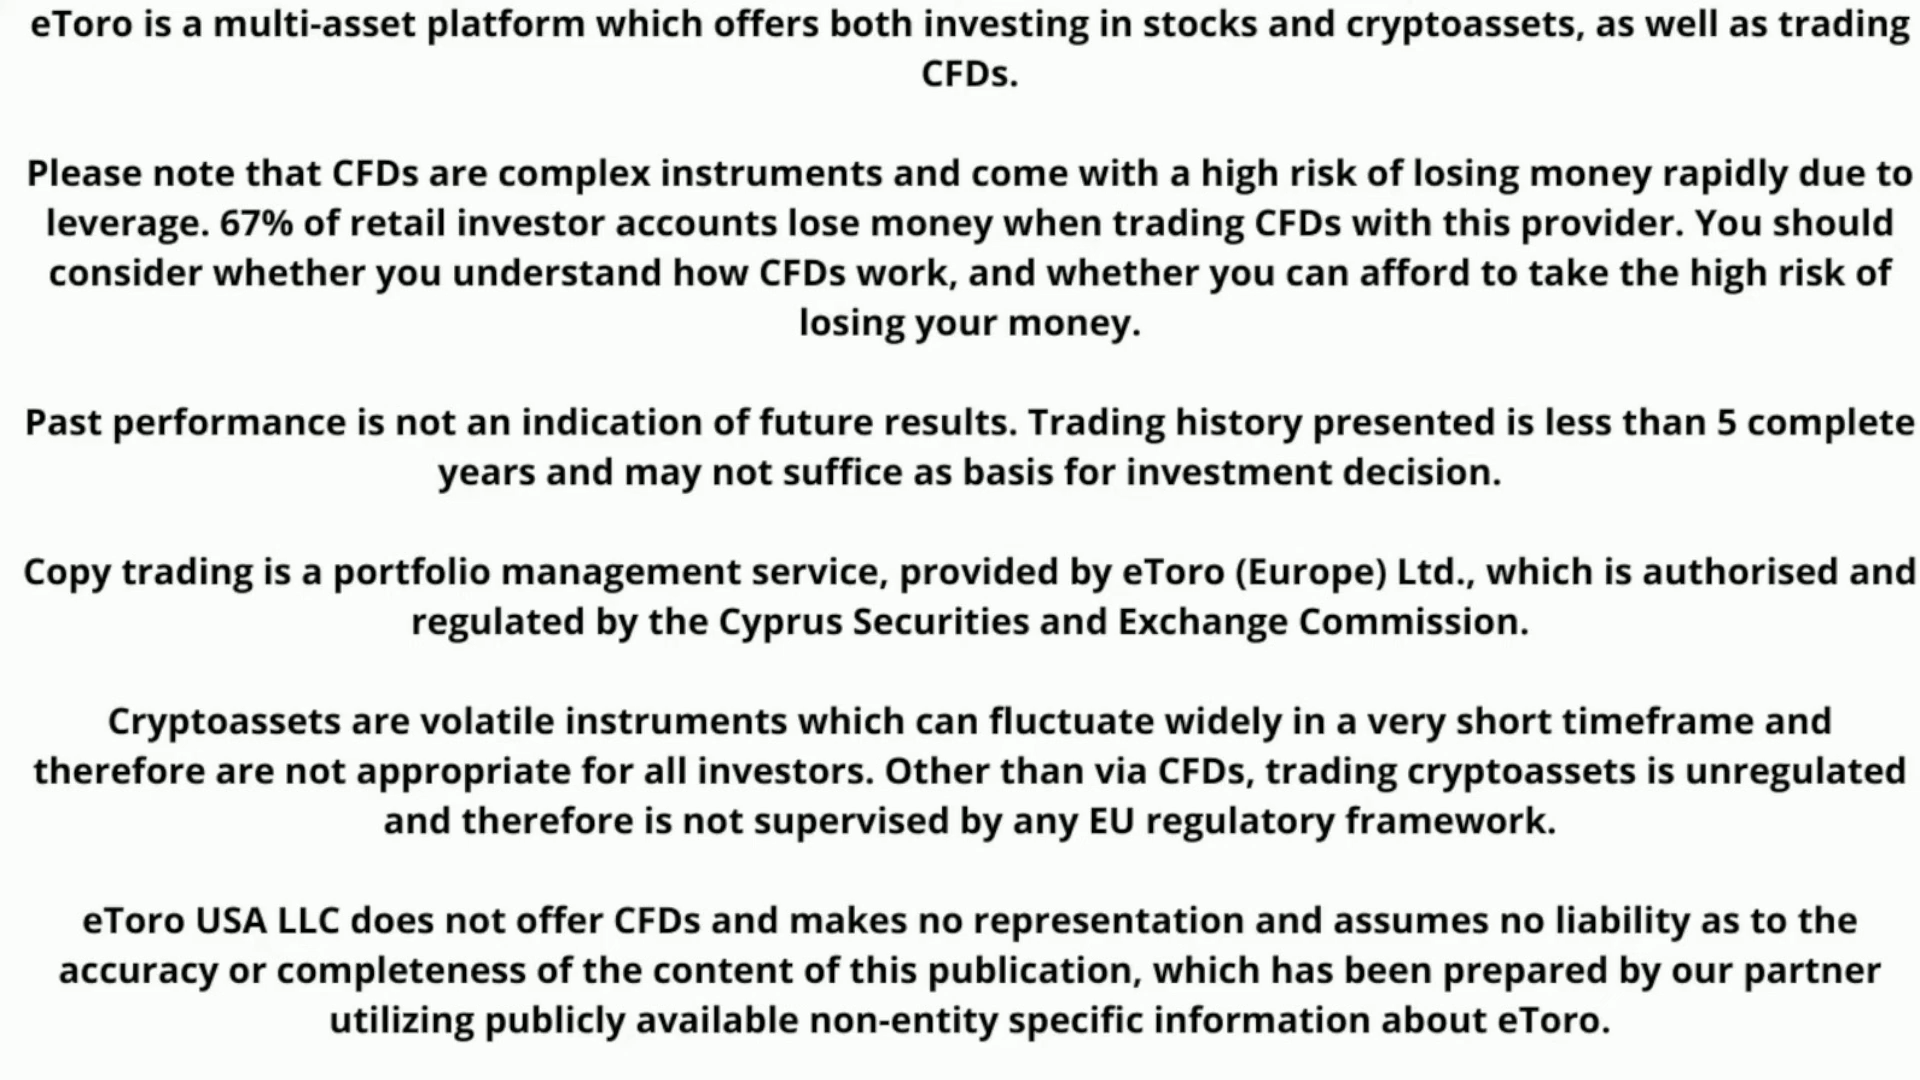 eToro is a multi-asset platform which offers both investing in stocks and cryptoassets, as well as trading
CFDs.
Please note that CFDs are complex instruments and come with a high risk of losing money rapidly due to
leverage. 67% of retail investor accounts lose money when trading CFDs with this provider. You should
consider whether you understand how CFDs work, and whether you can afford to take the high risk of
losing your money.
Past performance is not an indication of future results. Trading history presented is less than 5 complete
years and may not suffice as basis for investment decision.
Copy trading is a portfolio management service, provided by eToro (Europe) Ltd., which is authorised and
regulated by the Cyprus Securities and Exchange Commission.
Cryptoassets are volatile instruments which can fluctuate widely in a very short timeframe and
therefore are not appropriate for all investors. Other than via CFDs, trading cryptoassets is unregulated
and therefore is not supervised by any EU regulatory framework.
eToro USA LLC does not offer CFDs and makes no representation and assumes no liability as to the
accuracy or completeness of the content of this publication, which has been prepared by our partner
utilizing publicly available non-entity specific information about eToro.